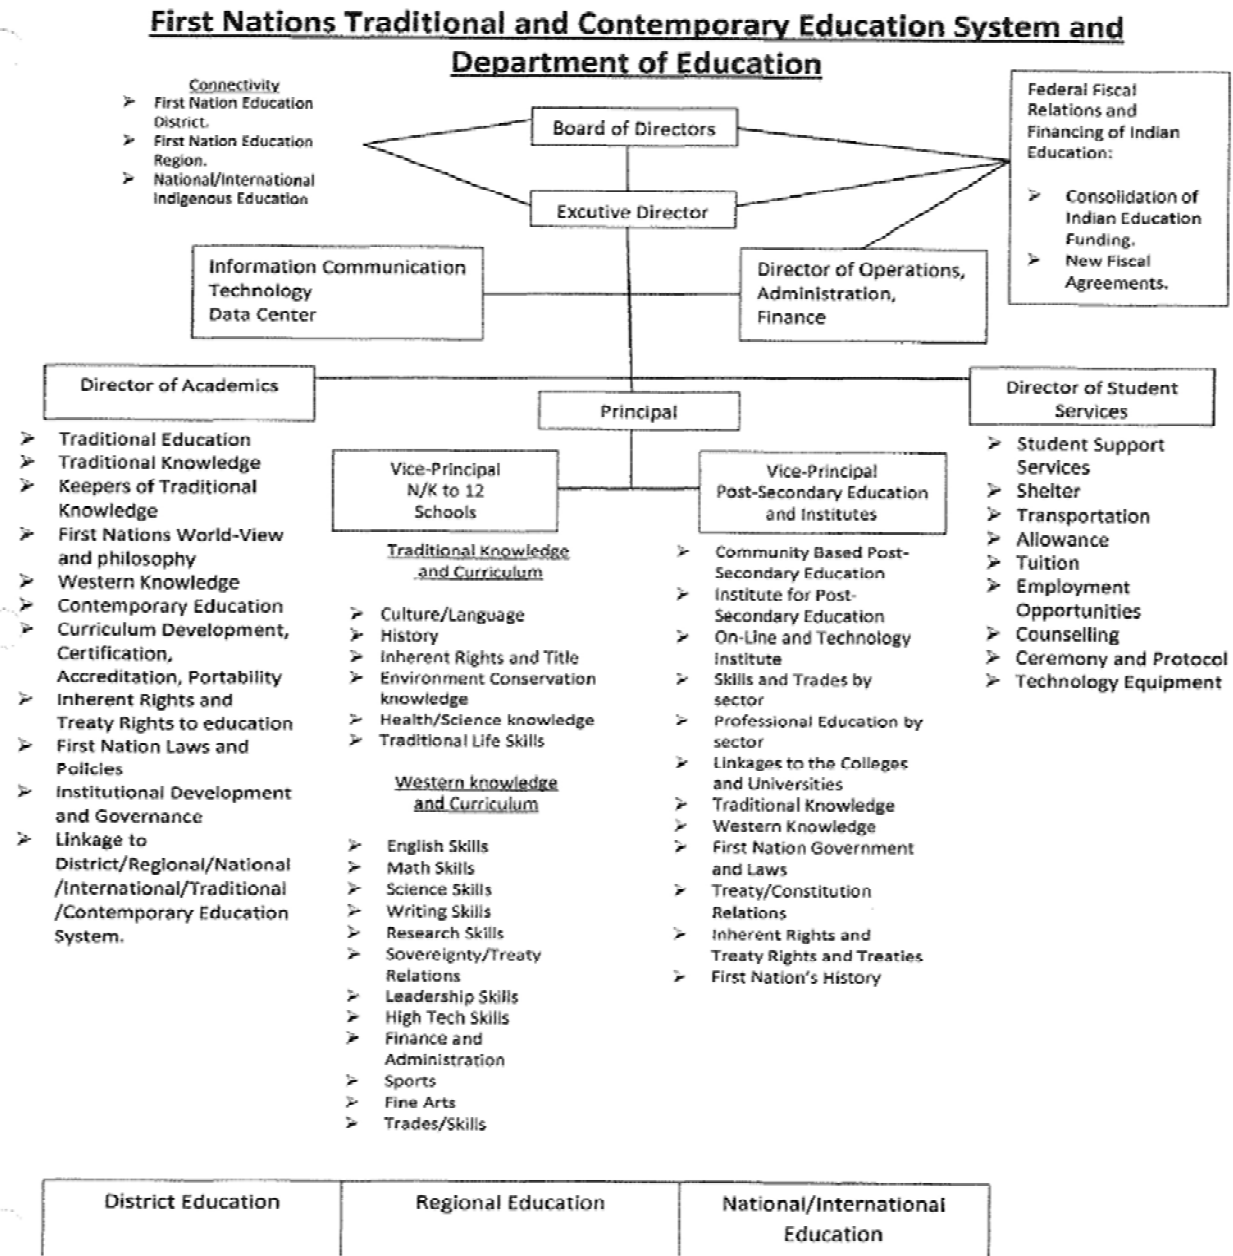 First Nations Traditional and Contemporary Education System and
Department of Education
Connectivity
➢ First Nation Education
District.
➢ First Nation Education
Region.
➢ National/International
Indigenous Education
Board of Directors
Excutive Director
Federal Fiscal
Relations and
Financing of Indian
Education:
➢ Consolidation of
Indian Education
Funding.
➢ New Fiscal
Agreements.
Information Communication
Technology
Data Center
Director of Operations,
Administration,
Finance
Director of Academics
➢ Traditional Education
➢ Traditional Knowledge
➢ Keepers of Traditional
Knowledge
➢ First Nations World-View
and philosophy
➢ Western Knowledge
➢ Contemporary Education
➢ Curriculum Development,
Certification,
Accreditation, Portability
➢ Inherent Rights and
Treaty Rights to education
➢ First Nation Laws and
Policies
➢ Institutional Development
and Governance
➢ Linkage to
District/Regional/National
/International/Traditional
/Contemporary Education
System.
Principal
Vice-Principal
N/K to 12
Schools
Traditional Knowledge
and Curriculum
➢ Culture/Language
➢ History
➢ Inherent Rights and Title
➢ Environment Conservation
knowledge
➢ Health/Science knowledge
➢ Traditional Life Skills
Western knowledge
and Curriculum
➢ English Skills
➢ Math Skills
➢ Science Skills
➢ Writing Skills
➢ Research Skills
➢ Sovereignty/Treaty
Relations
➢ Leadership Skills
➢ High Tech Skills
➢ Finance and
Administration
➢ Sports
➢ Fine Arts
➢ Trades/Skills
Vice-Principal
Post-Secondary Education
and Institutes
➢ Community Based Post-
Secondary Education
➢ Institute for Post-
Secondary Education
➢ On-Line and Technology
Institute
➢ Skills and Trades by
sector
➢ Professional Education by
sector
➢ Linkages to the Colleges
and Universities
➢ Traditional Knowledge
➢ Western Knowledge
➢ First Nation Government
and Laws
➢ Treaty/Constitution
Relations
➢ Inherent Rights and
Treaty Rights and Treaties
➢ First Nation's History
Director of Student
Services
➢ Student Support
Services
➢ Shelter
➢ Transportation
➢ Allowance
➢ Tuition
➢ Employment
Opportunities
➢ Counselling
➢ Ceremony and Protocol
➢ Technology Equipment
District Education
Regional Education
National/International
Education